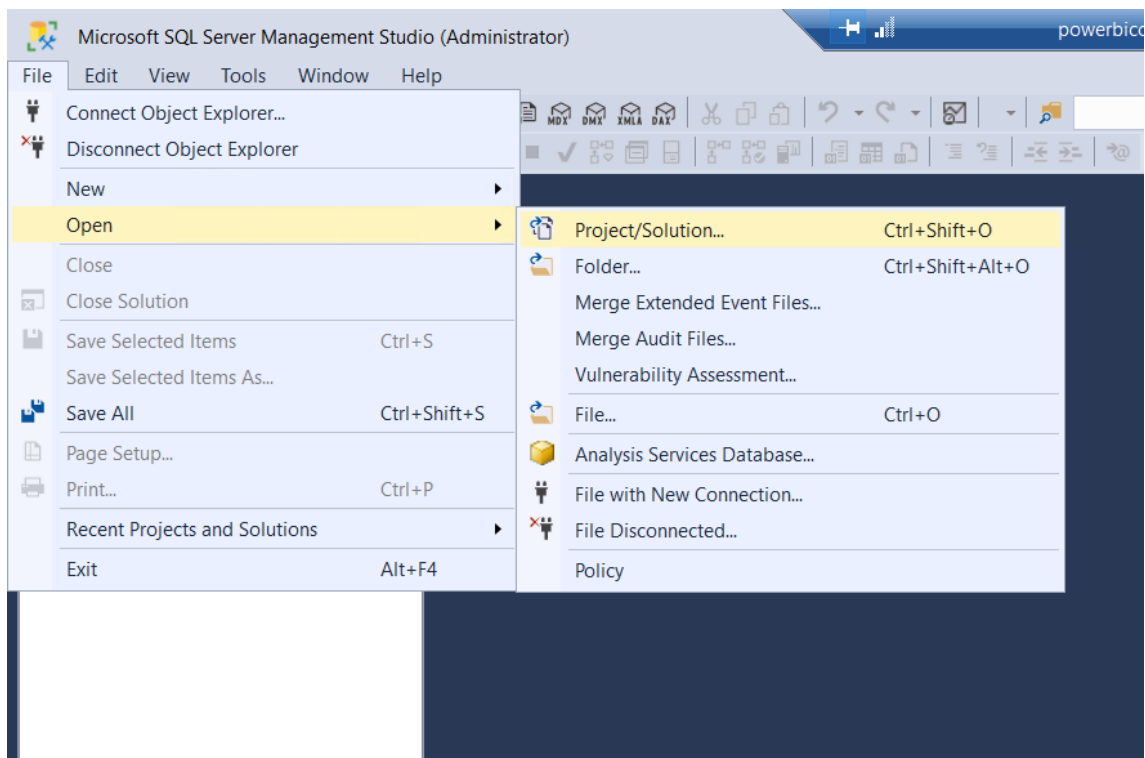 Microsoft SQL Server Management Studio (Administrator)
powerbicc
File Edit View Tools Window Help
MDX DMX XMLA DAX
Connect Object Explorer...
Disconnect Object Explorer
New
Open
Close
Close Solution
Save Selected Items Ctrl+S
Save Selected Items As...
Save All Ctrl+Shift+S
Page Setup...
Print... Ctrl+P
Recent Projects and Solutions
Exit Alt+F4
Project/Solution... Ctrl+Shift+O
Folder... Ctrl+Shift+Alt+O
Merge Extended Event Files...
Merge Audit Files...
Vulnerability Assessment...
File... Ctrl+O
Analysis Services Database...
File with New Connection...
File Disconnected...
Policy